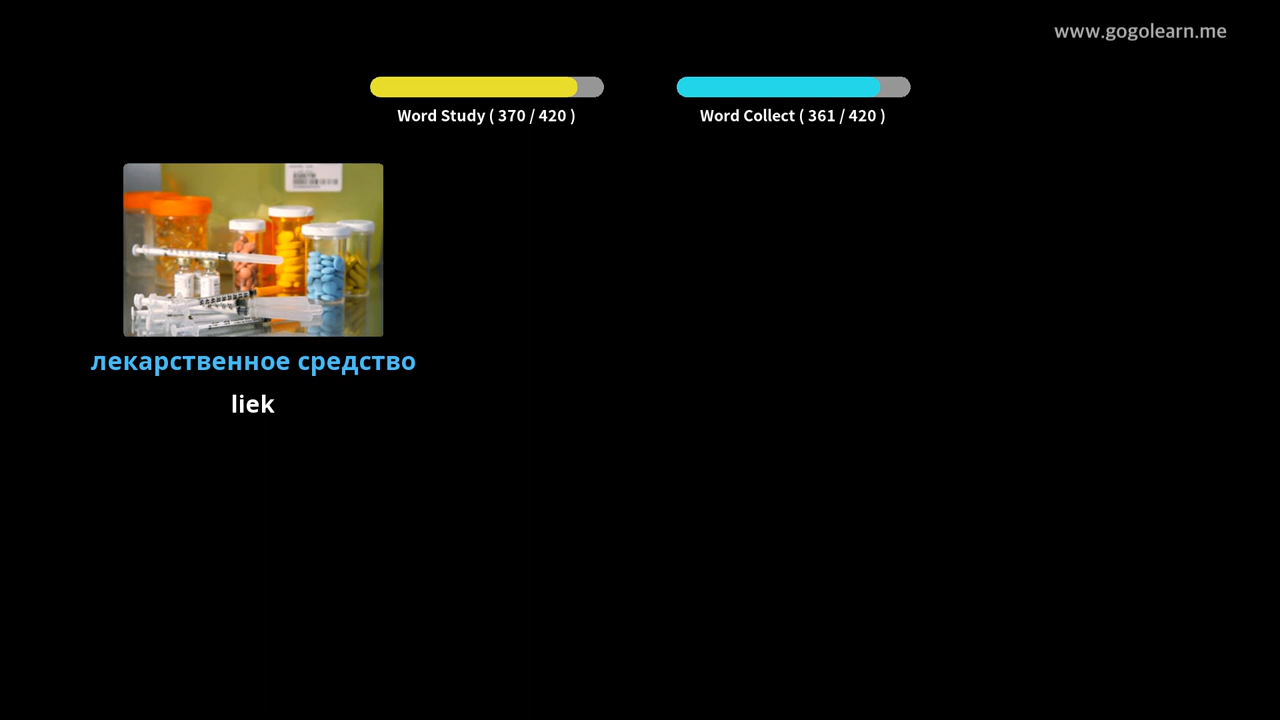 www.gogolearn.me
Word Study ( 370 / 420 )
Word Collect ( 361 / 420 )
лекарственное средство
liek